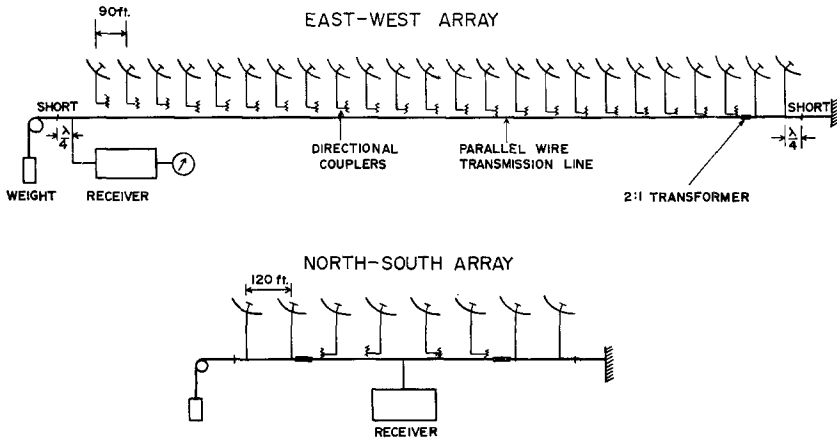 EAST-WEST ARRAY
90ft.
SHORT
SHORT
λ/4
λ/4
WEIGHT
RECEIVER
DIRECTIONAL
COUPLERS
PARALLEL WIRE
TRANSMISSION LINE
2:1 TRANSFORMER
NORTH-SOUTH ARRAY
120 ft.
RECEIVER